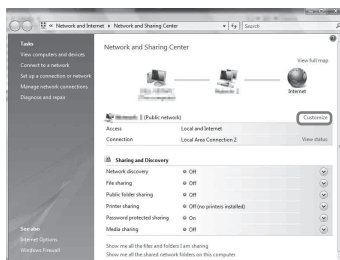 « Network and Internet ▸ Network and Sharing Center
Search
Tasks
View computers and devices
Connect to a network
Set up a connection or network
Manage network connections
Diagnose and repair
See also
Internet Options
Windows Firewall
Network and Sharing Center
View full map
Internet
(Public network)
Customize
Access Local and Internet
Connection Local Area Connection 2 View status
Sharing and Discovery
Network discovery Off
File sharing Off
Public folder sharing Off
Printer sharing Off (no printers installed)
Password protected sharing On
Media sharing Off
Show me all the files and folders I am sharing
Show me all the shared network folders on this computer